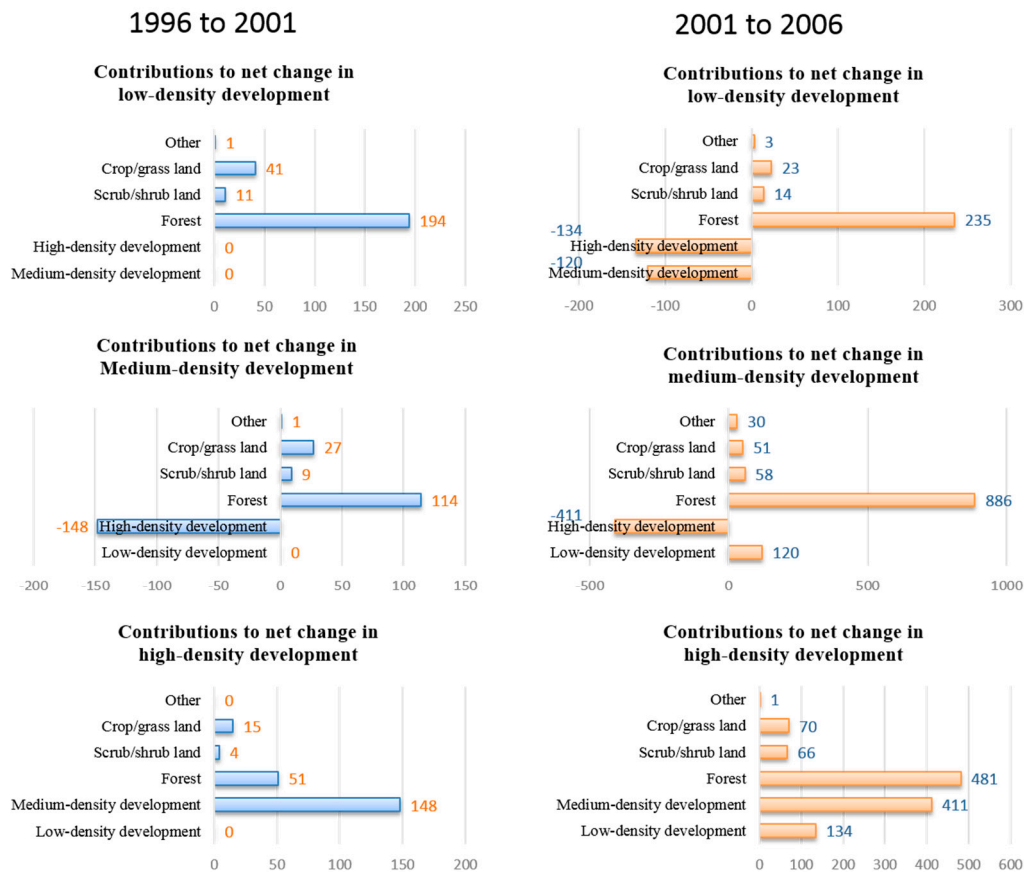 1996 to 2001
Contributions to net change in
low-density development
Other 1
Crop/grass land 41
Scrub/shrub land 11
Forest 194
High-density development 0
Medium-density development 0
0 50 100 150 200 250
Contributions to net change in
Medium-density development
Other 1
Crop/grass land 27
Scrub/shrub land 9
Forest 114
-148 High-density development
Low-density development 0
-200 -150 -100 -50 0 50 100 150
Contributions to net change in
high-density development
Other 0
Crop/grass land 15
Scrub/shrub land 4
Forest 51
Medium-density development 148
Low-density development 0
0 50 100 150 200
2001 to 2006
Contributions to net change in
low-density development
Other 3
Crop/grass land 23
Scrub/shrub land 14
Forest 235
-134
High-density development
-120
Medium-density development
-200 -100 0 100 200 300
Contributions to net change in
medium-density development
Other 30
Crop/grass land 51
Scrub/shrub land 58
Forest 886
-411
High-density development
Low-density development 120
-500 0 500 1000
Contributions to net change in
high-density development
Other 1
Crop/grass land 70
Scrub/shrub land 66
Forest 481
Medium-density development 411
Low-density development 134
0 100 200 300 400 500 600